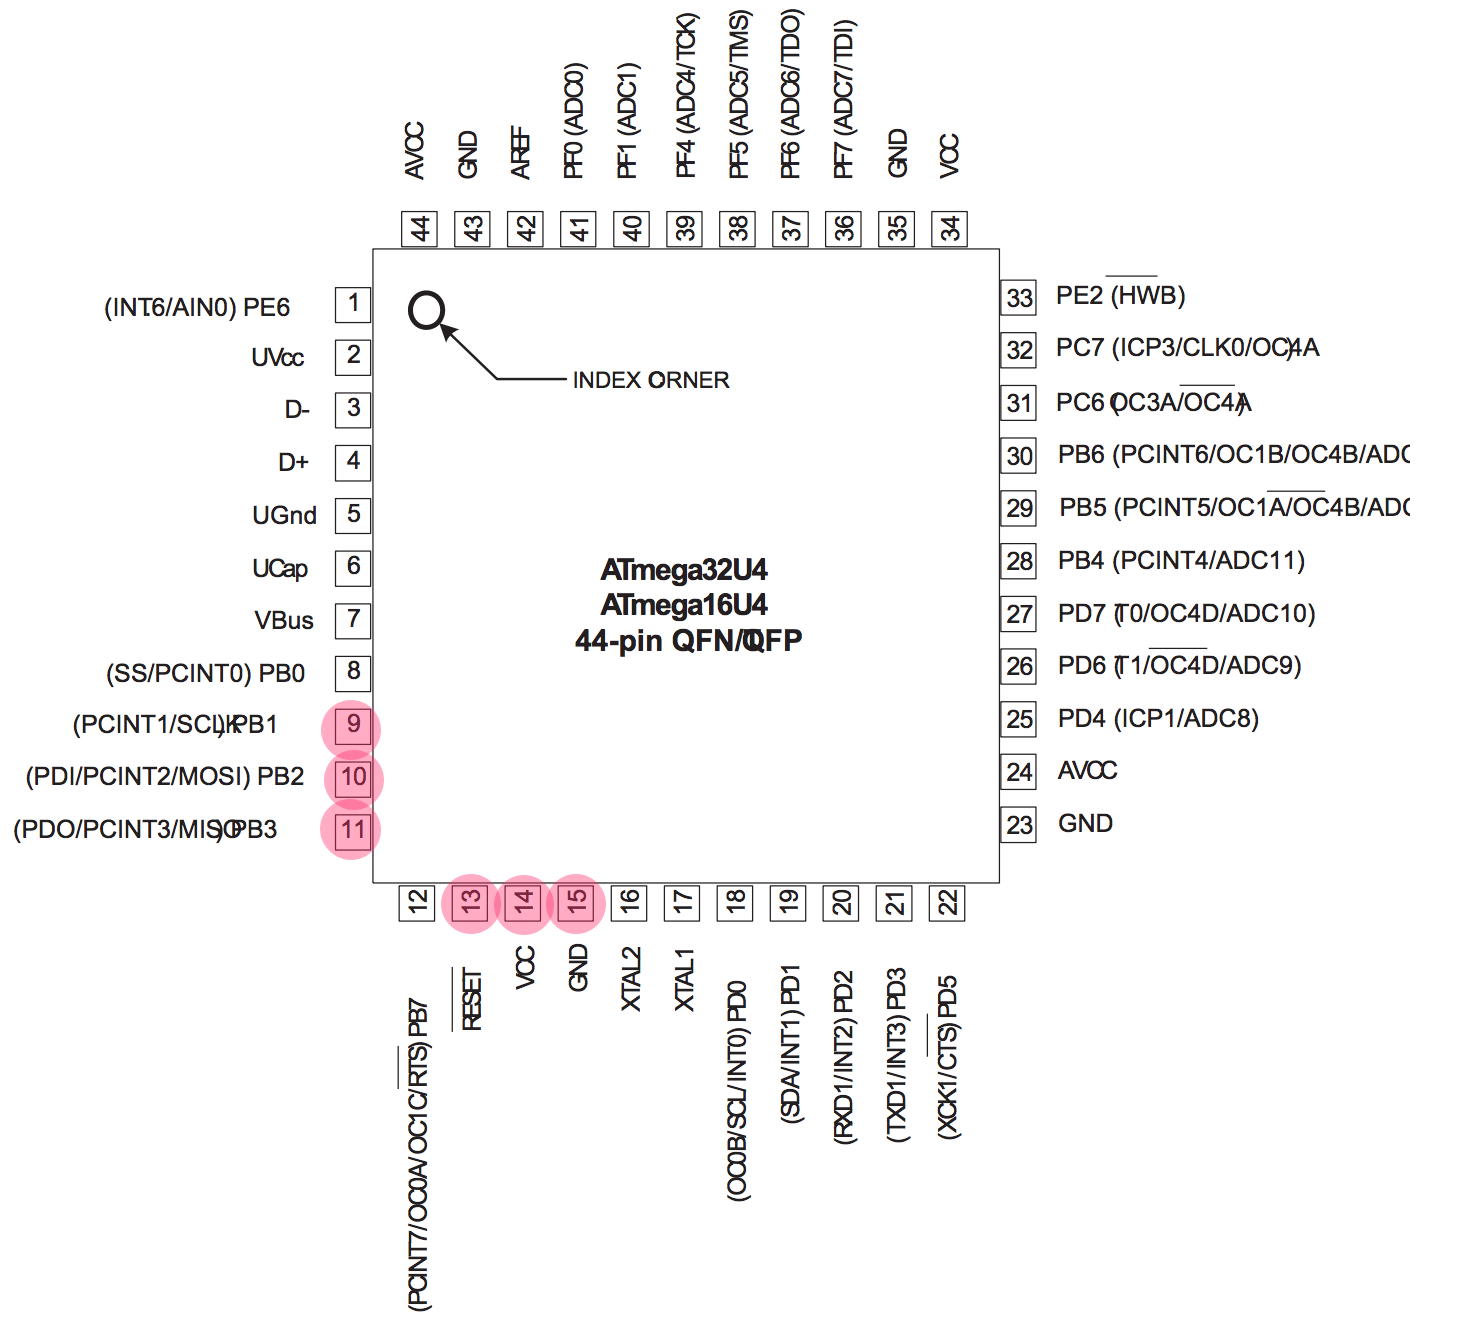 AVCC
GND
AREF
PF0 (ADC0)
PF1 (ADC1)
PF4 (ADC4/TCK)
PF5 (ADC5/TMS)
PF6 (ADC6/TDO)
PF7 (ADC7/TDI)
GND
VCC
44 43 42 41 40 39 38 37 36 35 34
(INT.6/AIN0) PE6 1
UVcc 2
D- 3
D+ 4
UGnd 5
UCap 6
VBus 7
(SS/PCINT0) PB0 8
(PCINT1/SCLK) PB1 9
(PDI/PCINT2/MOSI) PB2 10
(PDO/PCINT3/MISO) PB3 11
INDEX CORNER
ATmega32U4
ATmega16U4
44-pin QFN/TQFP
33 PE2 (HWB)
32 PC7 (ICP3/CLK0/OC4A)
31 PC6 (OC3A/OC4A)
30 PB6 (PCINT6/OC1B/OC4B/ADC
29 PB5 (PCINT5/OC1A/OC4B/ADC
28 PB4 (PCINT4/ADC11)
27 PD7 (T0/OC4D/ADC10)
26 PD6 (T1/OC4D/ADC9)
25 PD4 (ICP1/ADC8)
24 AVCC
23 GND
12 13 14 15 16 17 18 19 20 21 22
(PCINT7/OC0A/OC1C/RTS) PB7
RESET
VCC
GND
XTAL2
XTAL1
(OC0B/SCL/INT0) PD0
(SDA/INT1) PD1
(RXD1/INT2) PD2
(TXD1/INT3) PD3
(XCK1/CTS) PD5